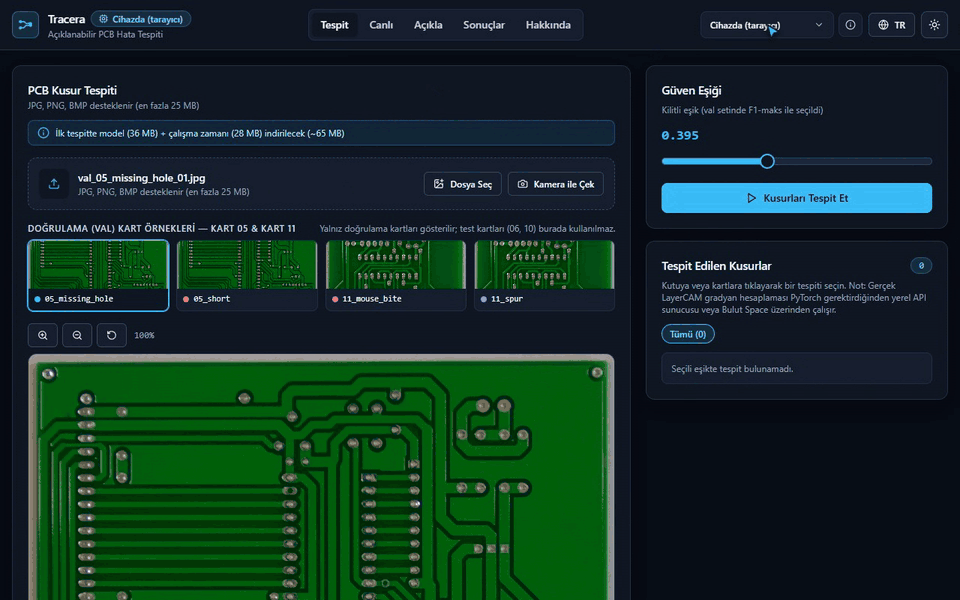 Tracera
Cihazda (tarayıcı)
Açıklanabilir PCB Hata Tespiti
Tespit
Canlı
Açıkla
Sonuçlar
Hakkında
Cihazda (tarayıcı)
TR
PCB Kusur Tespiti
JPG, PNG, BMP desteklenir (en fazla 25 MB)
İlk tespitte model (36 MB) + çalışma zamanı (28 MB) indirilecek (~65 MB)
val_05_missing_hole_01.jpg
JPG, PNG, BMP desteklenir (en fazla 25 MB)
Dosya Seç
Kamera ile Çek
DOĞRULAMA (VAL) KART ÖRNEKLERİ — KART 05 & KART 11
Yalnız doğrulama kartları gösterilir; test kartları (06, 10) burada kullanılmaz.
05_missing_hole
05_short
11_mouse_bite
11_spur
100%
Güven Eşiği
Kilitli eşik (val setinde F1-maks ile seçildi)
0.395
Kusurları Tespit Et
Tespit Edilen Kusurlar
0
Kutuya veya kartlara tıklayarak bir tespiti seçin. Not: Gerçek
LayerCAM gradyan hesaplaması PyTorch gerektirdiğinden yerel API
sunucusu veya Bulut Space üzerinden çalışır.
Tümü (0)
Seçili eşikte tespit bulunamadı.